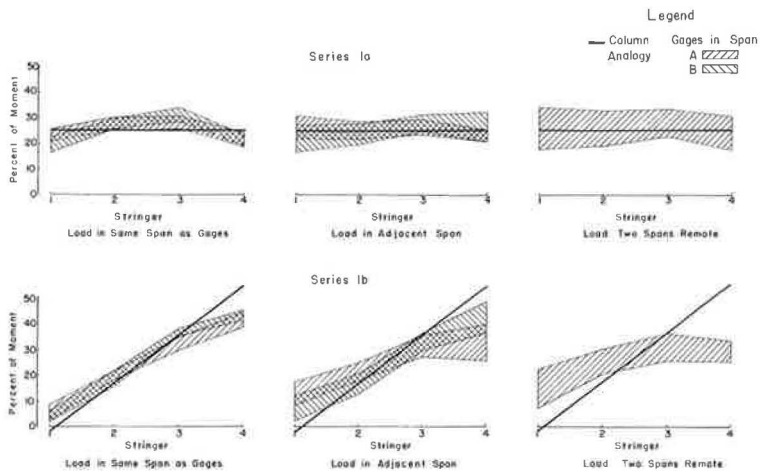 Legend
Column Analogy
Gages in Span
A
B
Series Ia
Percent of Moment
50
40
30
20
10
0
1 2 3 4
Stringer
Load in Same Span as Gages
1 2 3 4
Stringer
Load in Adjacent Span
1 2 3 4
Stringer
Load Two Spans Remote
Series Ib
Percent of Moment
50
40
30
20
10
0
1 2 3 4
Stringer
Load in Same Span as Gages
1 2 3 4
Stringer
Load in Adjacent Span
1 2 3 4
Stringer
Load Two Spans Remote